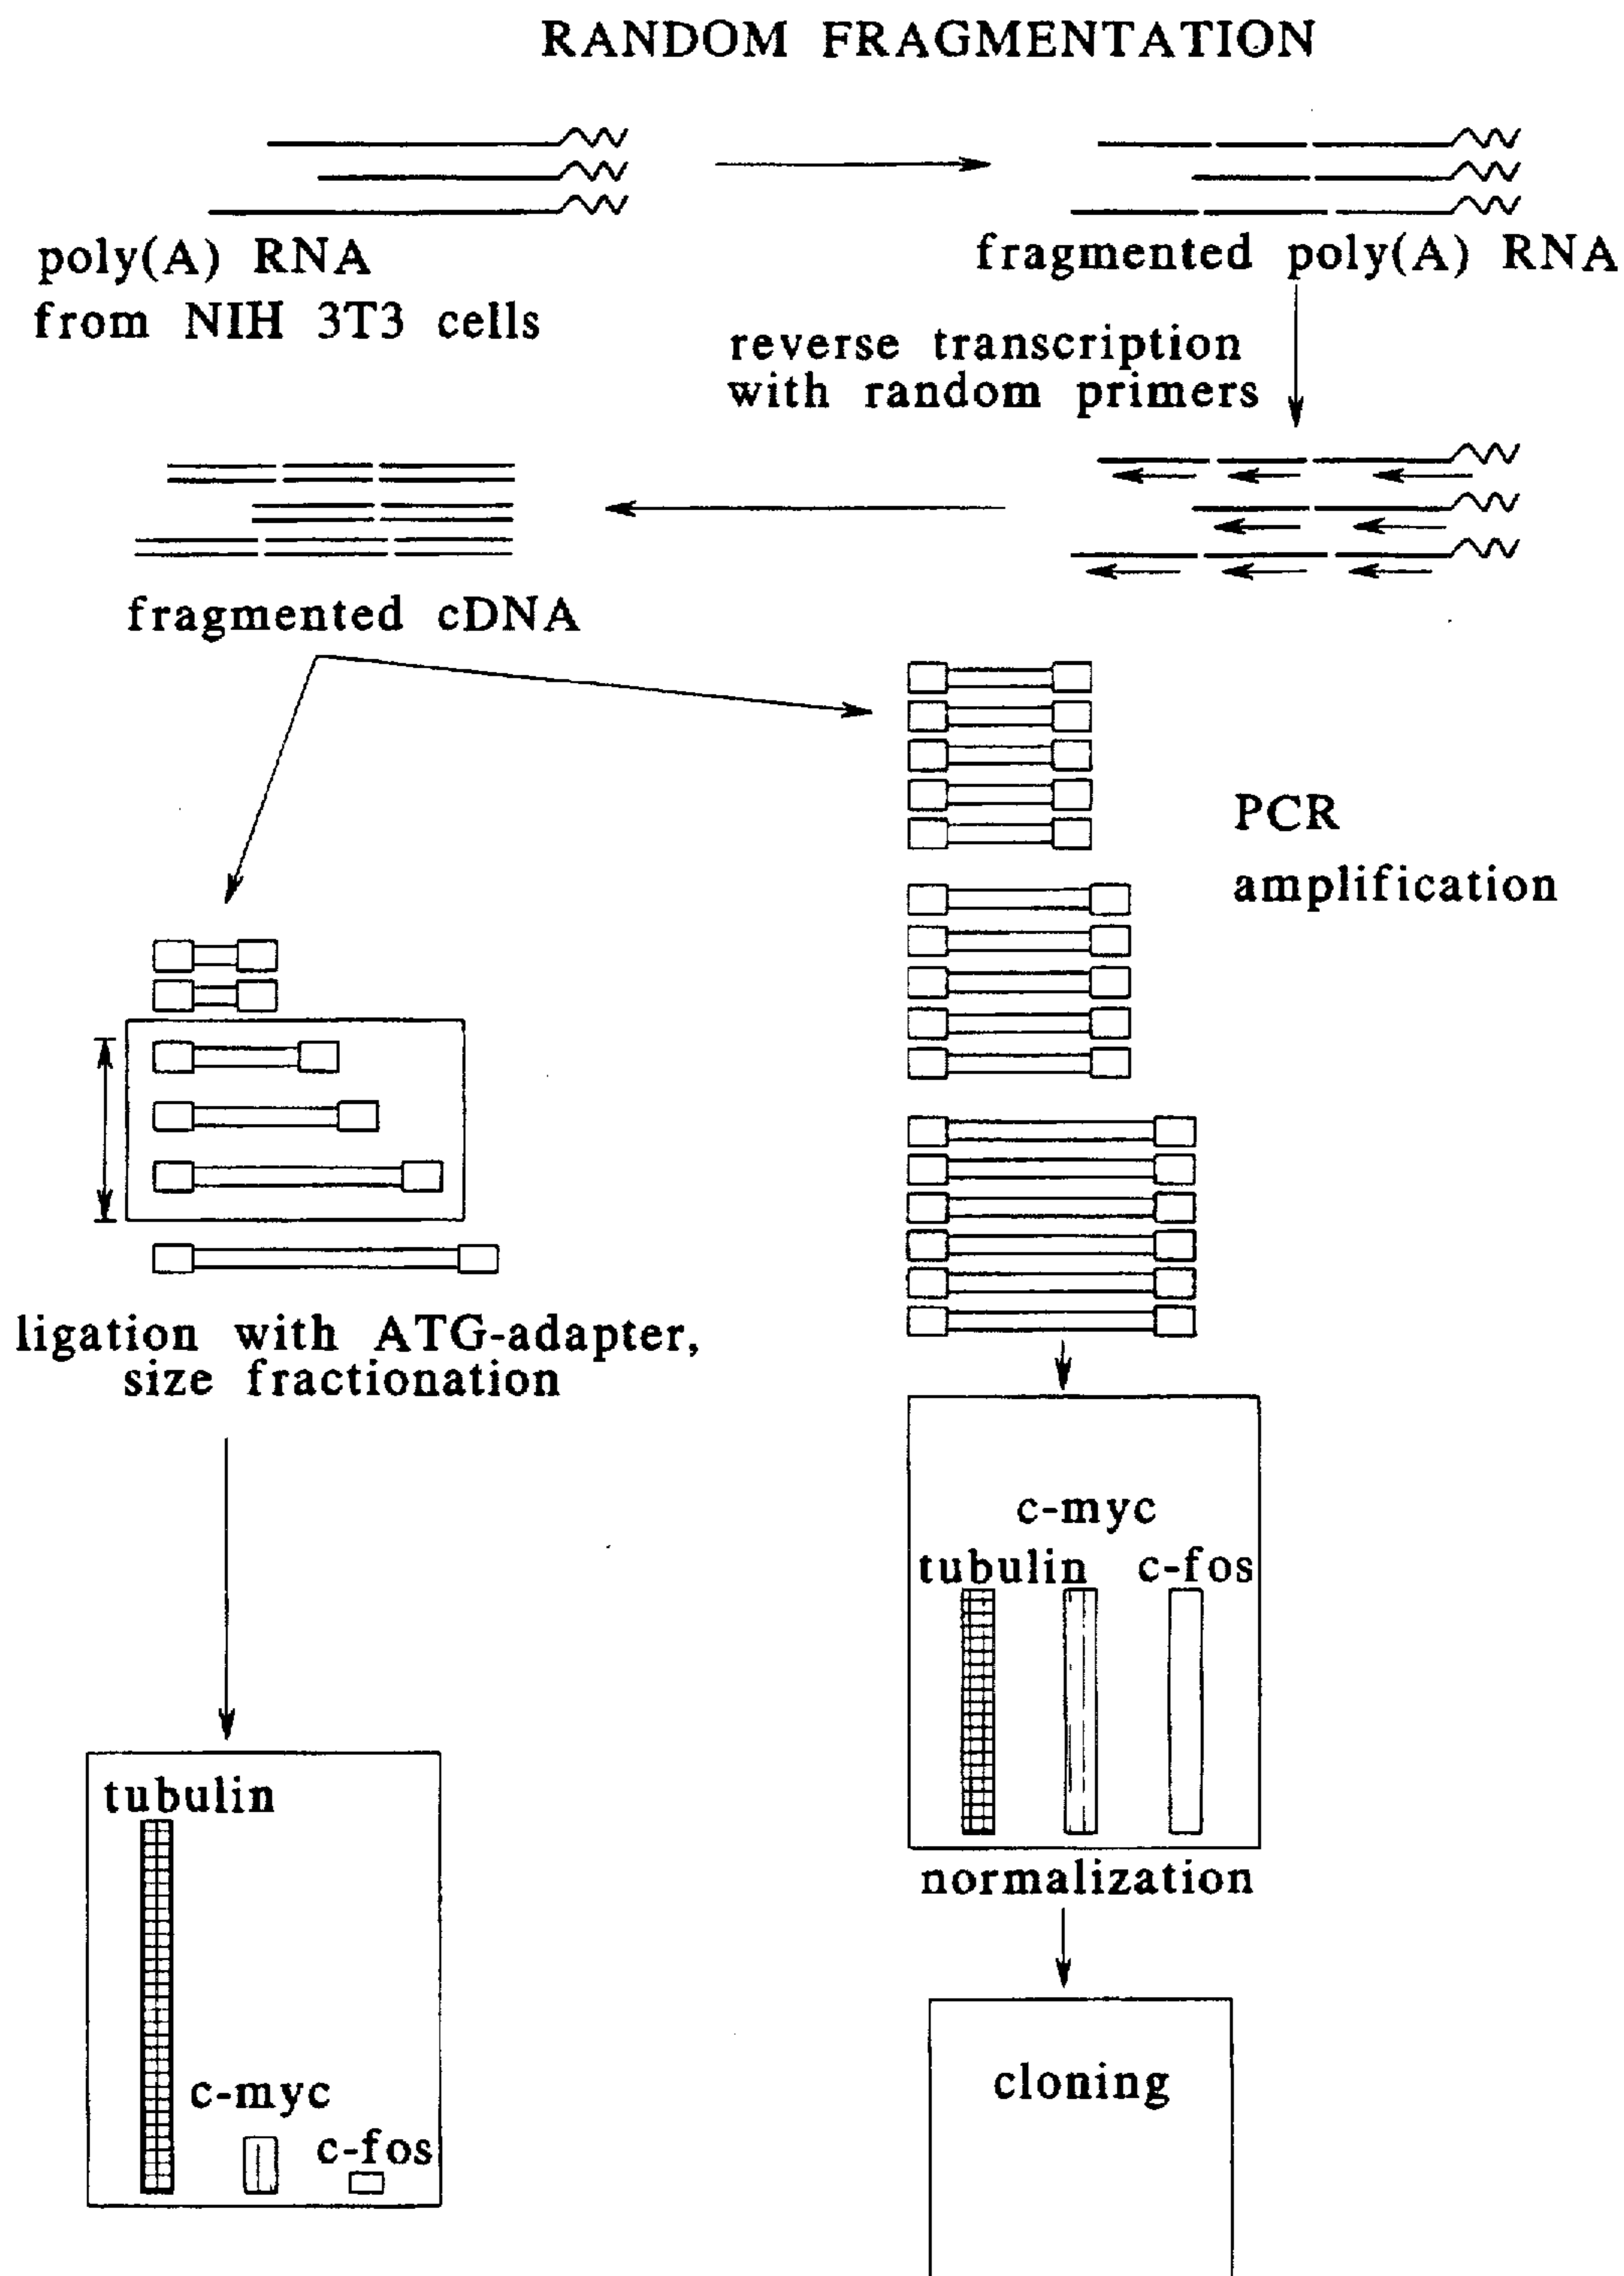 RANDOM FRAGMENTATION
poly(A) RNA
from NIH 3T3 cells
fragmented poly(A) RNA
reverse transcription
with random primers
fragmented cDNA
PCR
amplification
ligation with ATG-adapter,
size fractionation
c-myc
tubulin c-fos
normalization
tubulin
c-myc
c-fos
cloning